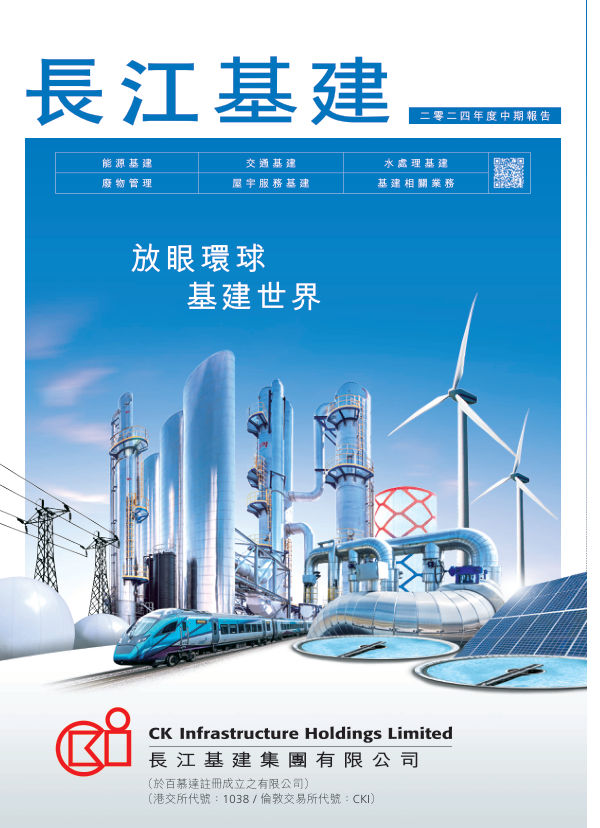 長江基建
二零二四年度中期報告
能源基建 交通基建 水處理基建
廢物管理 屋宇服務基建 基建相關業務
放眼環球
基建世界
CK Infrastructure Holdings Limited
長江基建集團有限公司
(於百慕達註冊成立之有限公司)
(港交所代號：1038 / 倫敦交易所代號：CKI)